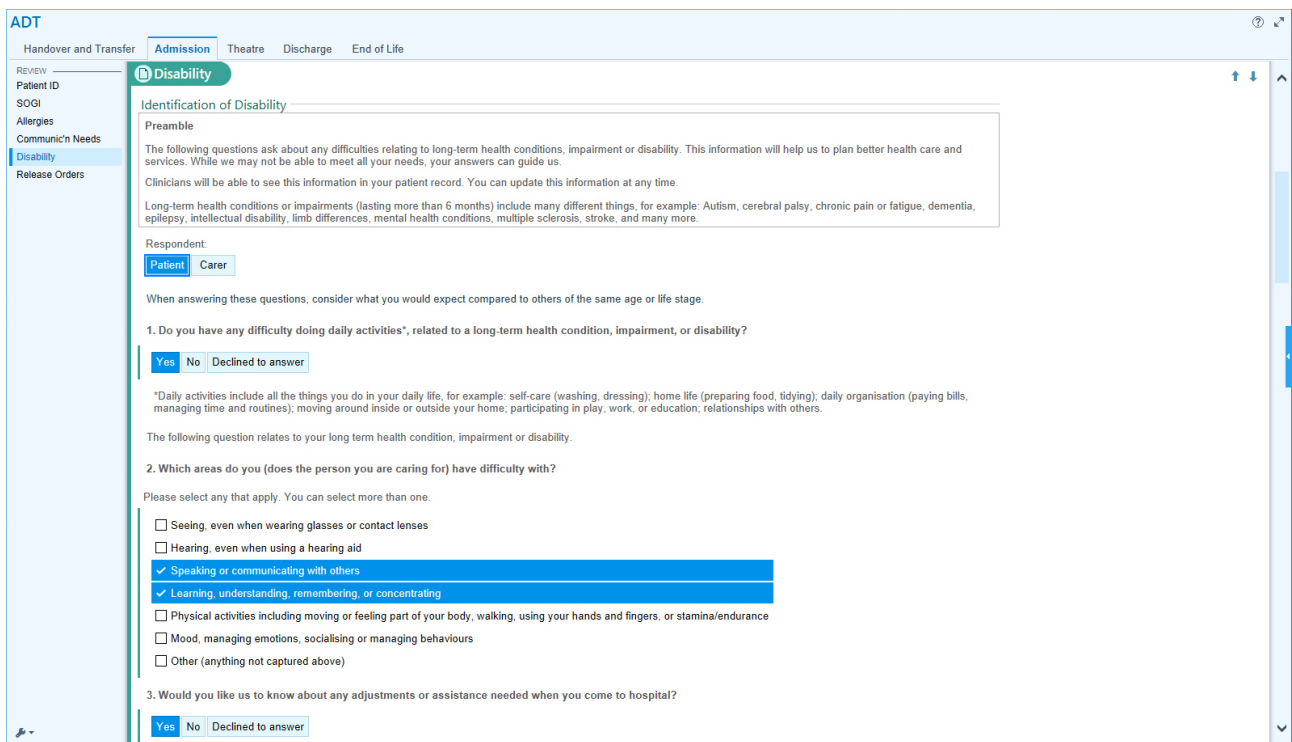 ADT
Handover and Transfer Admission Theatre Discharge End of Life
REVIEW
Patient ID
SOGI
Allergies
Communic'n Needs
Disability
Release Orders
Disability
Identification of Disability
Preamble
The following questions ask about any difficulties relating to long-term health conditions, impairment or disability. This information will help us to plan better health care and
services. While we may not be able to meet all your needs, your answers can guide us.
Clinicians will be able to see this information in your patient record. You can update this information at any time.
Long-term health conditions or impairments (lasting more than 6 months) include many different things, for example: Autism, cerebral palsy, chronic pain or fatigue, dementia,
epilepsy, intellectual disability, limb differences, mental health conditions, multiple sclerosis, stroke, and many more.
Respondent:
Patient Carer
When answering these questions, consider what you would expect compared to others of the same age or life stage.
1. Do you have any difficulty doing daily activities*, related to a long-term health condition, impairment, or disability?
Yes No Declined to answer
*Daily activities include all the things you do in your daily life, for example: self-care (washing, dressing); home life (preparing food, tidying); daily organisation (paying bills,
managing time and routines); moving around inside or outside your home; participating in play, work, or education; relationships with others.
The following question relates to your long term health condition, impairment or disability.
2. Which areas do you (does the person you are caring for) have difficulty with?
Please select any that apply. You can select more than one.
Seeing, even when wearing glasses or contact lenses
Hearing, even when using a hearing aid
Speaking or communicating with others
Learning, understanding, remembering, or concentrating
Physical activities including moving or feeling part of your body, walking, using your hands and fingers, or stamina/endurance
Mood, managing emotions, socialising or managing behaviours
Other (anything not captured above)
3. Would you like us to know about any adjustments or assistance needed when you come to hospital?
Yes No Declined to answer